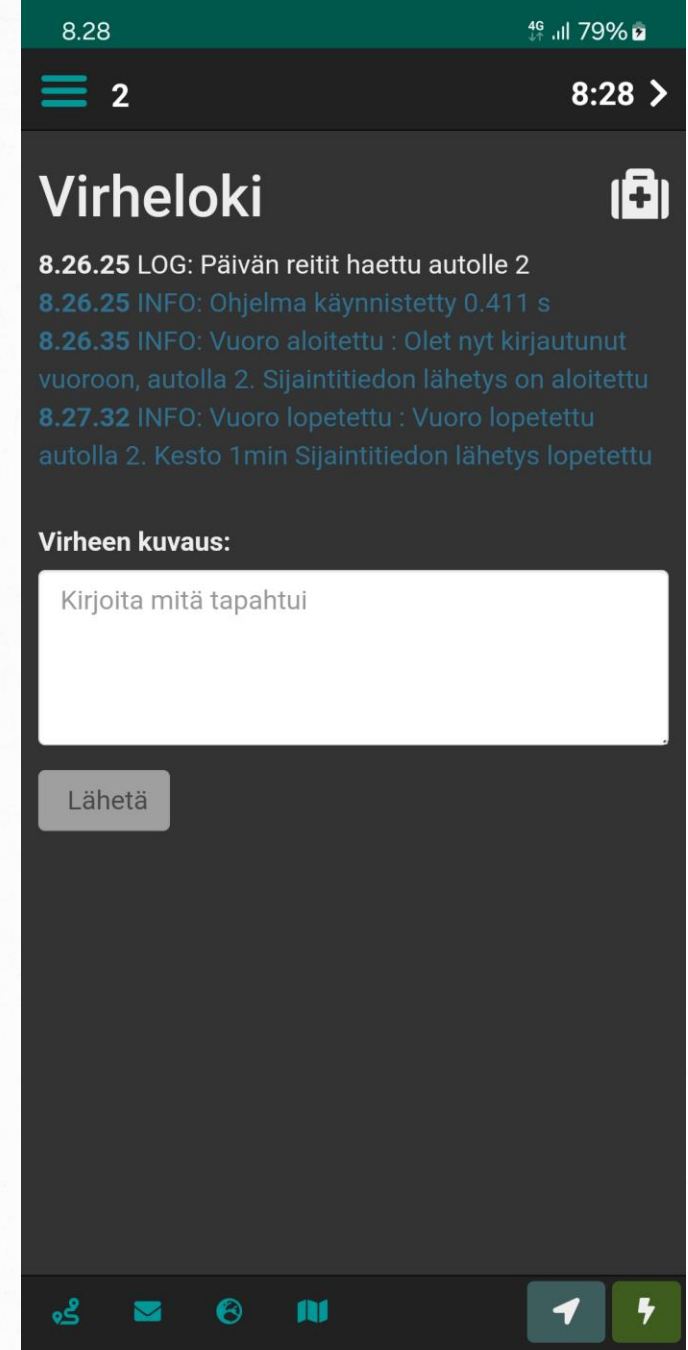 8.28 4G 79%
2 8:28
Virheloki
8.26.25 LOG: Päivän reitit haettu autolle 2
8.26.25 INFO: Ohjelma käynnistetty 0.411 s
8.26.35 INFO: Vuoro aloitettu : Olet nyt kirjautunut
vuoroon, autolla 2. Sijaintitiedon lähetys on aloitettu
8.27.32 INFO: Vuoro lopetettu : Vuoro lopetettu
autolla 2. Kesto 1min Sijaintitiedon lähetys lopetettu
Virheen kuvaus:
Kirjoita mitä tapahtui
Lähetä